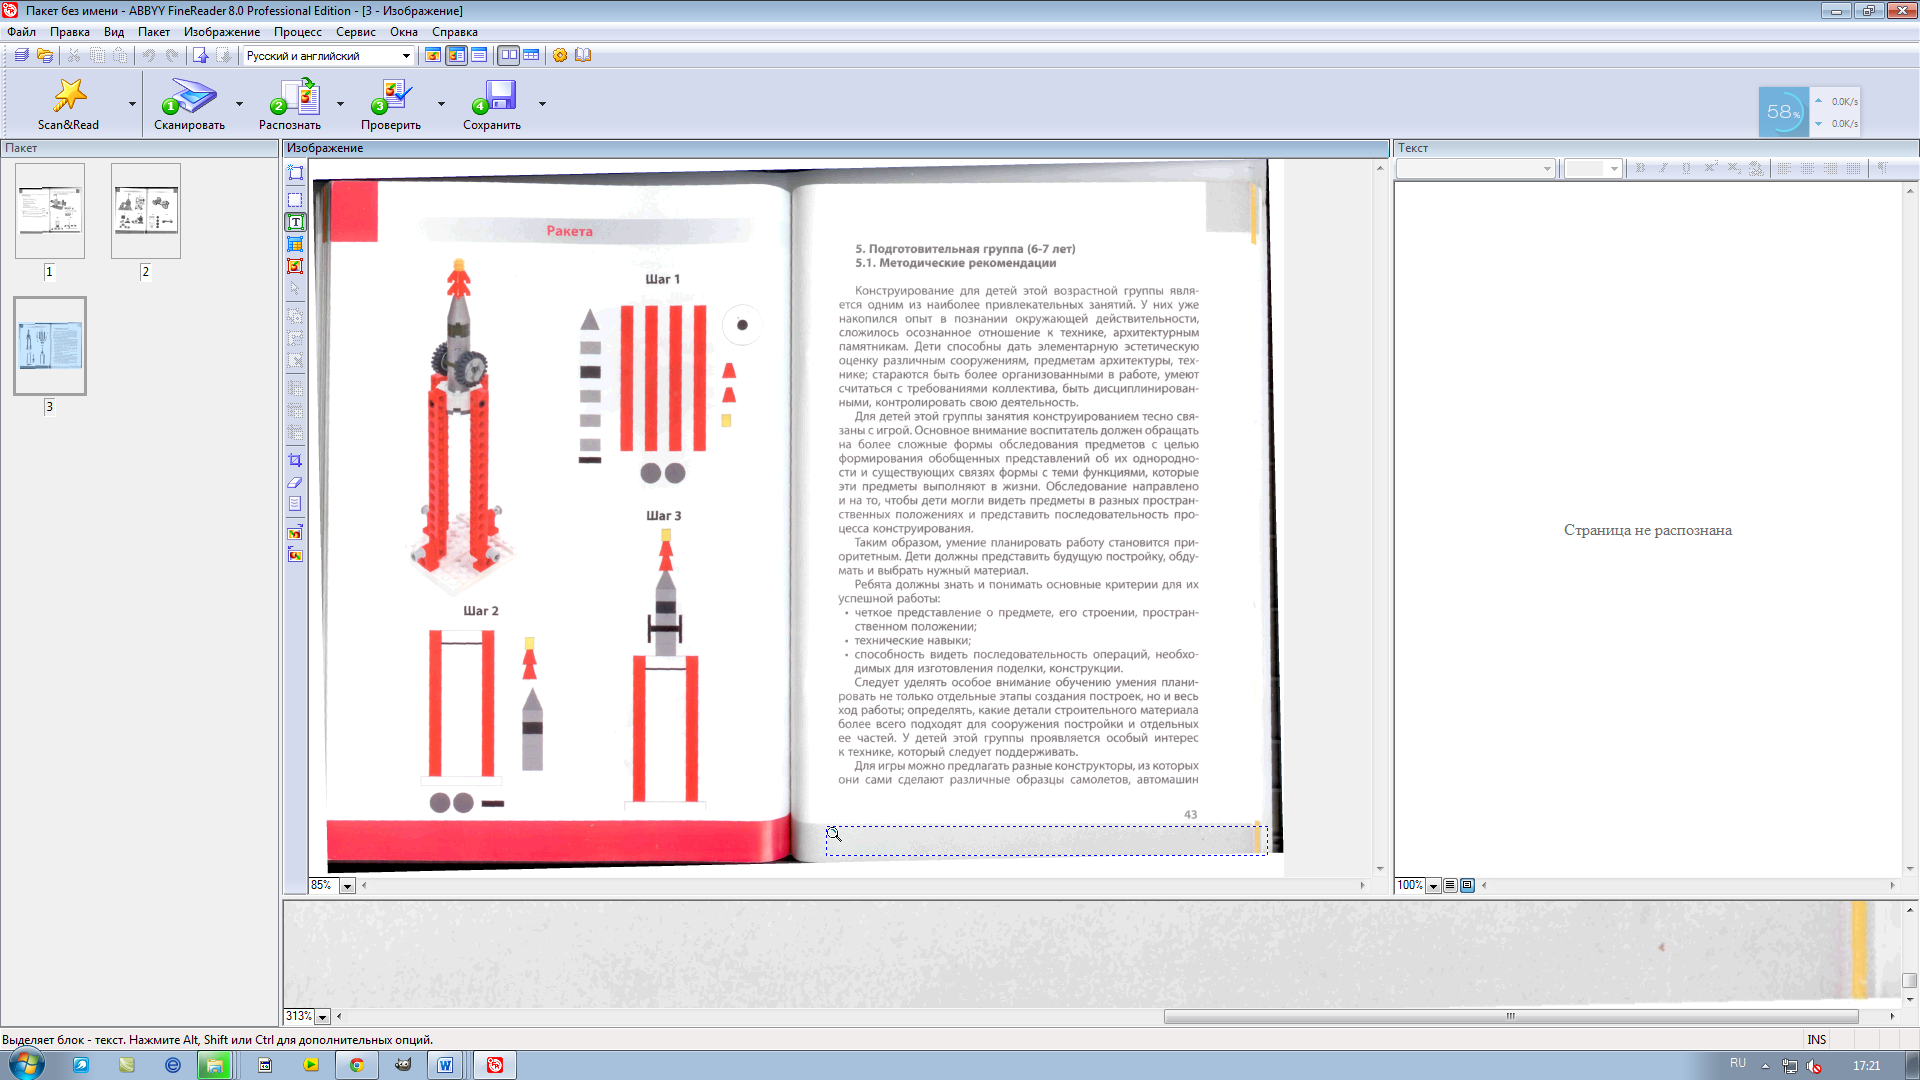 Пакет без имени - ABBYY FineReader 8.0 Professional Edition - [3 - Изображение]
Файл Правка Вид Пакет Изображение Процесс Сервис Окна Справка
Русский и английский
Scan&Read
1 Сканировать
2 Распознать
3 Проверить
4 Сохранить
58%
0.0K/s
0.0K/s
Пакет
Изображение
Текст
1
2
3
Ракета
Шаг 1
Шаг 3
Шаг 2
5. Подготовительная группа (6-7 лет)
5.1. Методические рекомендации
Конструирование для детей этой возрастной группы явля-
ется одним из наиболее привлекательных занятий. У них уже
накопился опыт в познании окружающей действительности,
сложилось осознанное отношение к технике, архитектурным
памятникам. Дети способны дать элементарную эстетическую
оценку различным сооружениям, предметам архитектуры, тех-
нике; стараются быть более организованными в работе, умеют
считаться с требованиями коллектива, быть дисциплинирован-
ными, контролировать свою деятельность.
Для детей этой группы занятия конструированием тесно свя-
заны с игрой. Основное внимание воспитатель должен обращать
на более сложные формы обследования предметов с целью
формирования обобщенных представлений об их однородно-
сти и существующих связях формы с теми функциями, которые
эти предметы выполняют в жизни. Обследование направлено
и на то, чтобы дети могли видеть предметы в разных простран-
ственных положениях и представить последовательность про-
цесса конструирования.
Таким образом, умение планировать работу становится при-
оритетным. Дети должны представить будущую постройку, обду-
мать и выбрать нужный материал.
Ребята должны знать и понимать основные критерии для их
успешной работы:
• четкое представление о предмете, его строении, простран-
ственном положении;
• технические навыки;
• способность видеть последовательность операций, необхо-
димых для изготовления поделки, конструкции.
Следует уделять особое внимание обучению умения плани-
ровать не только отдельные этапы создания построек, но и весь
ход работы; определять, какие детали строительного материала
более всего подходят для сооружения постройки и отдельных
ее частей. У детей этой группы проявляется особый интерес
к технике, который следует поддерживать.
Для игры можно предлагать разные конструкторы, из которых
они сами сделают различные образцы самолетов, автомашин
43
Страница не распознана
85%
100%
313%
Выделяет блок - текст. Нажмите Alt, Shift или Ctrl для дополнительных опций.
INS
RU
17:21